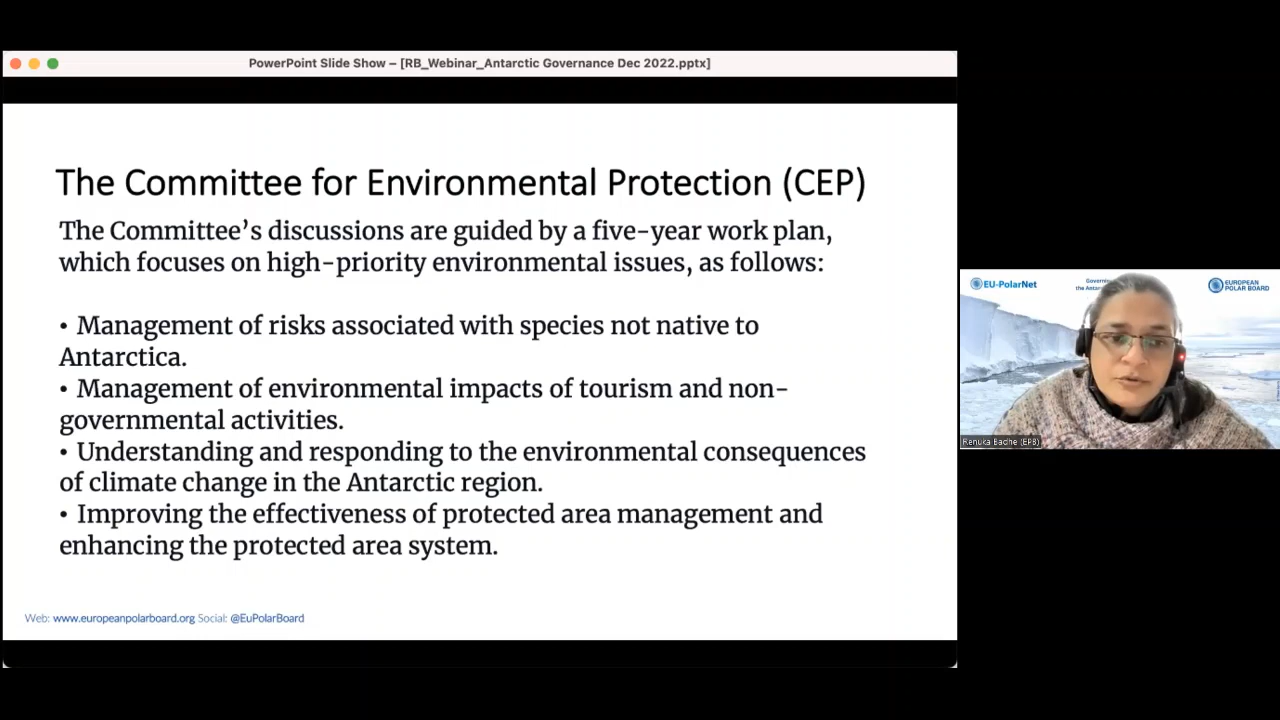 PowerPoint Slide Show – [RB_Webinar_Antarctic Governance Dec 2022.pptx]
The Committee for Environmental Protection (CEP)
The Committee’s discussions are guided by a five-year work plan,
which focuses on high-priority environmental issues, as follows:
• Management of risks associated with species not native to
Antarctica.
• Management of environmental impacts of tourism and non-
governmental activities.
• Understanding and responding to the environmental consequences
of climate change in the Antarctic region.
• Improving the effectiveness of protected area management and
enhancing the protected area system.
Web: www.europeanpolarboard.org Social: @EuPolarBoard
EU-PolarNet
the
EUROPEAN
POLAR BOARD
Renuka Badhe (EPB)